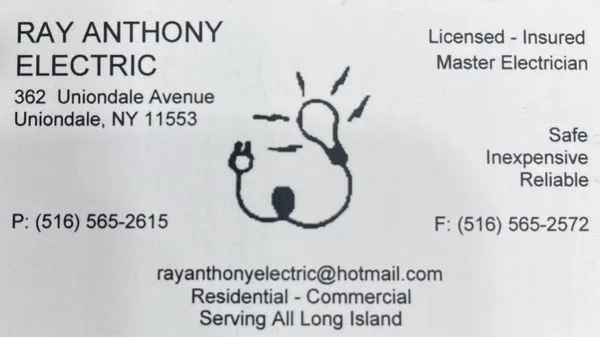 RAY ANTHONY
ELECTRIC
362 Uniondale Avenue
Uniondale, NY 11553
Licensed - Insured
Master Electrician
Safe
Inexpensive
Reliable
P: (516) 565-2615
F: (516) 565-2572
rayanthonyelectric@hotmail.com
Residential - Commercial
Serving All Long Island